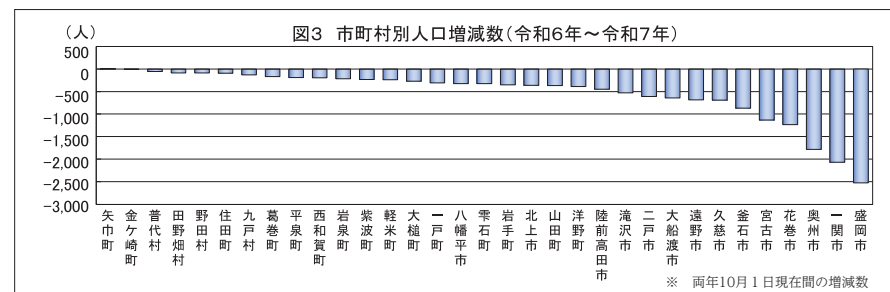 (人)
図3 市町村別人口増減数(令和6年～令和7年)
500
0
-500
-1,000
-1,500
-2,000
-2,500
-3,000
矢巾町
金ケ崎町
普代村
田野畑村
野田村
住田町
九戸村
葛巻町
平泉町
西和賀町
岩泉町
紫波町
軽米町
大槌町
一戸町
八幡平市
雫石町
岩手町
北上市
山田町
洋野町
陸前高田市
滝沢市
二戸市
大船渡市
遠野市
久慈市
釜石市
宮古市
花巻市
奥州市
一関市
盛岡市
※ 両年10月1日現在間の増減数